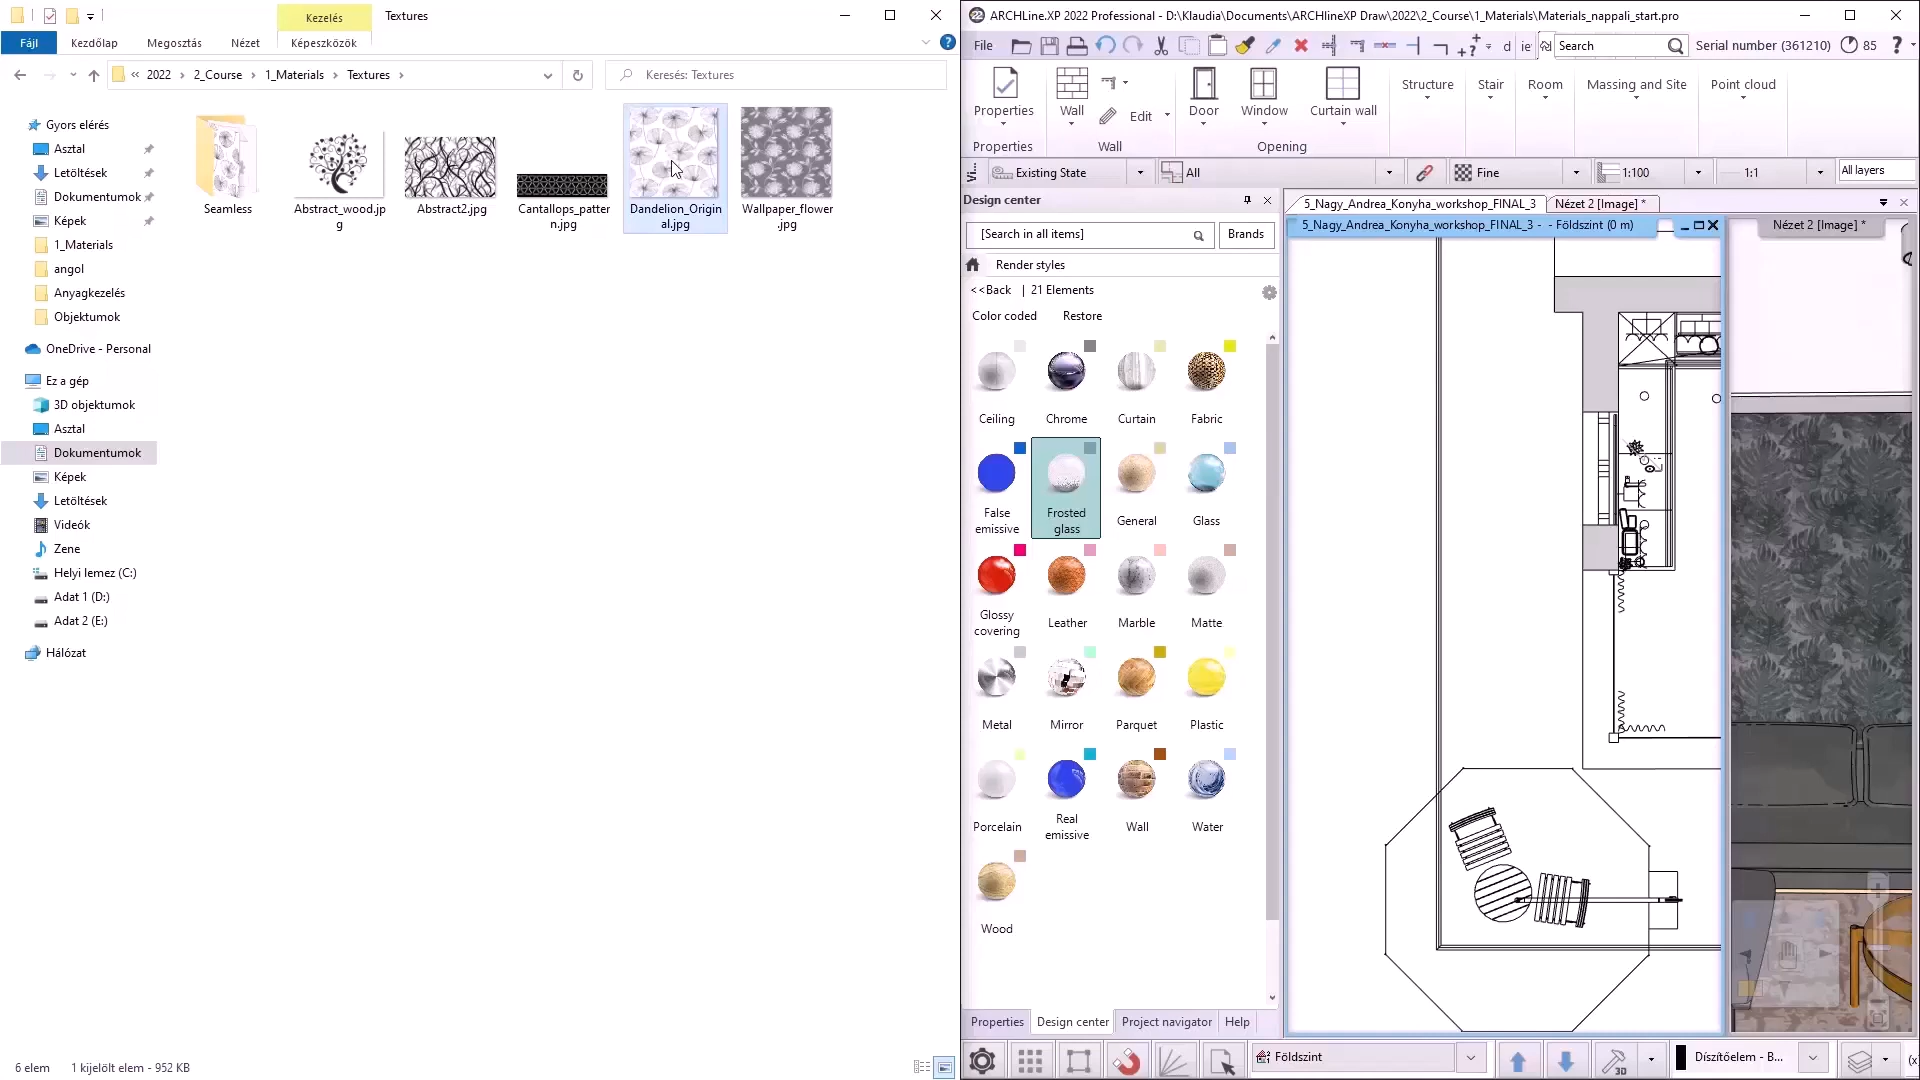 Kezelés
Textures
Fájl
Kezdőlap
Megosztás
Nézet
Képeszközök
«
2022
2_Course
1_Materials
Textures
Keresés: Textures
Gyors elérés
Asztal
Letöltések
Dokumentumok
Képek
1_Materials
angol
Anyagkezelés
Objektumok
OneDrive - Personal
Ez a gép
3D objektumok
Asztal
Dokumentumok
Képek
Letöltések
Videók
Zene
Helyi lemez (C:)
Adat 1 (D:)
Adat 2 (E:)
Hálózat
Seamless
Abstract_wood.jp
g
Abstract2.jpg
Cantallops_patter
n.jpg
Dandelion_Origin
al.jpg
Wallpaper_flower
.jpg
6 elem
1 kijelölt elem - 952 KB
22 ARCHLine.XP 2022 Professional - D:\Klaudia\Documents\ARCHlineXP Draw\2022\2_Course\1_Materials\Materials_nappali_start.pro
File
d
ie
Search
Serial number (361210)
85
?
Properties
Wall
Edit
Door
Window
Curtain wall
Structure
Stair
Room
Massing and Site
Point cloud
Properties
Wall
Opening
Existing State
All
Fine
1:100
1:1
All layers
Design center
[Search in all items]
Brands
Render styles
<<Back | 21 Elements
Color coded
Restore
Ceiling
Chrome
Curtain
Fabric
False
emissive
Frosted
glass
General
Glass
Glossy
covering
Leather
Marble
Matte
Metal
Mirror
Parquet
Plastic
Porcelain
Real
emissive
Wall
Water
Wood
Properties
Design center
Project navigator
Help
5_Nagy_Andrea_Konyha_workshop_FINAL_3
Nézet 2 [Image] *
5_Nagy_Andrea_Konyha_workshop_FINAL_3 - - Földszint (0 m)
Nézet 2 [Image] *
Földszint
3D
Díszítőelem - B...
(x